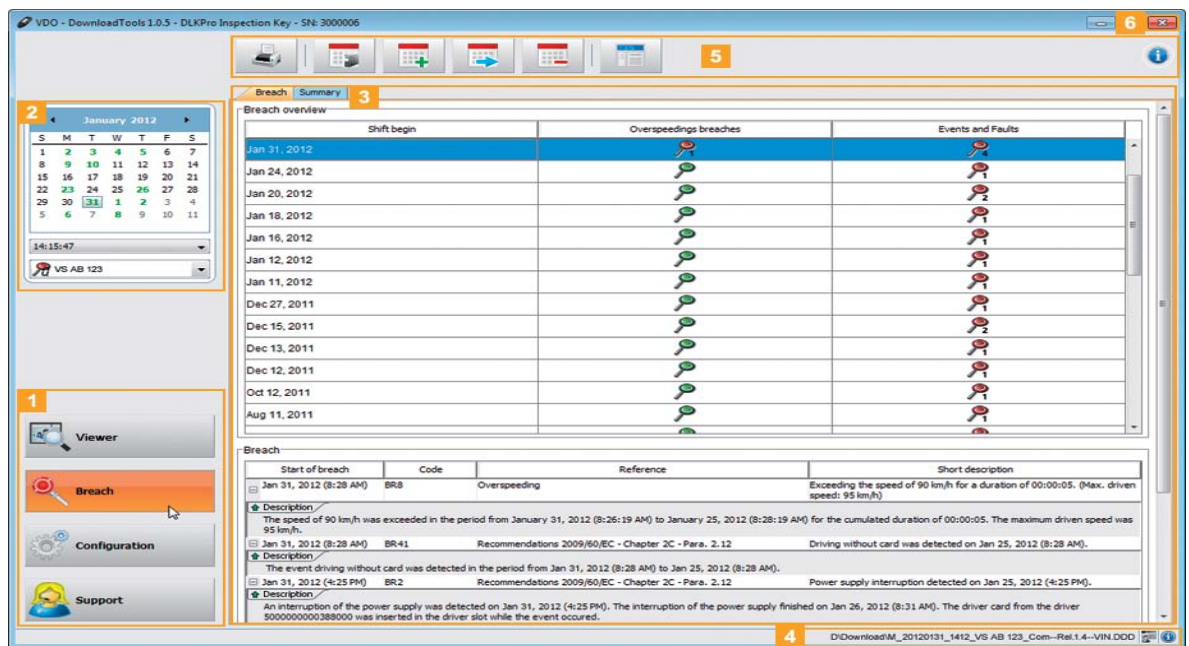 VDO - DownloadTools 1.0.5 - DLKPro Inspection Key - SN: 3000006
6
5
2
January 2012
S M T W T F S
1 2 3 4 5 6 7
8 9 10 11 12 13 14
15 16 17 18 19 20 21
22 23 24 25 26 27 28
29 30 31 1 2 3 4
5 6 7 8 9 10 11
14:15:47
VS AB 123
1
Viewer
Breach
Configuration
Support
Breach Summary
3
Breach overview
Shift begin Overspeedings breaches Events and Faults
Jan 31, 2012 1 4
Jan 24, 2012 1
Jan 20, 2012 2
Jan 18, 2012 1
Jan 16, 2012 1
Jan 12, 2012 1
Jan 11, 2012 1
Dec 27, 2011 1
Dec 15, 2011 2
Dec 13, 2011 1
Dec 12, 2011 1
Oct 12, 2011 1
Aug 11, 2011 1
Breach
Start of breach Code Reference Short description
Jan 31, 2012 (8:28 AM) BR8 Overspeeding Exceeding the speed of 90 km/h for a duration of 00:00:05. (Max. driven
speed: 95 km/h)
Description
The speed of 90 km/h was exceeded in the period from January 31, 2012 (8:26:19 AM) to January 25, 2012 (8:28:19 AM) for the cumulated duration of 00:00:05. The maximum driven speed was
95 km/h.
Jan 31, 2012 (8:28 AM) BR41 Recommendations 2009/60/EC - Chapter 2C - Para. 2.12 Driving without card was detected on Jan 25, 2012 (8:28 AM).
Description
The event driving without card was detected in the period from Jan 31, 2012 (8:28 AM) to Jan 25, 2012 (8:28 AM).
Jan 31, 2012 (4:25 PM) BR2 Recommendations 2009/60/EC - Chapter 2C - Para. 2.12 Power supply interruption detected on Jan 25, 2012 (4:25 PM).
Description
An interruption of the power supply was detected on Jan 31, 2012 (4:25 PM). The interruption of the power supply finished on Jan 26, 2012 (8:31 AM). The driver card from the driver
5000000000388000 was inserted in the driver slot while the event occured.
4
D\Download\M_20120131_1412_VS AB 123_Com--Rel.1.4--VIN.DDD